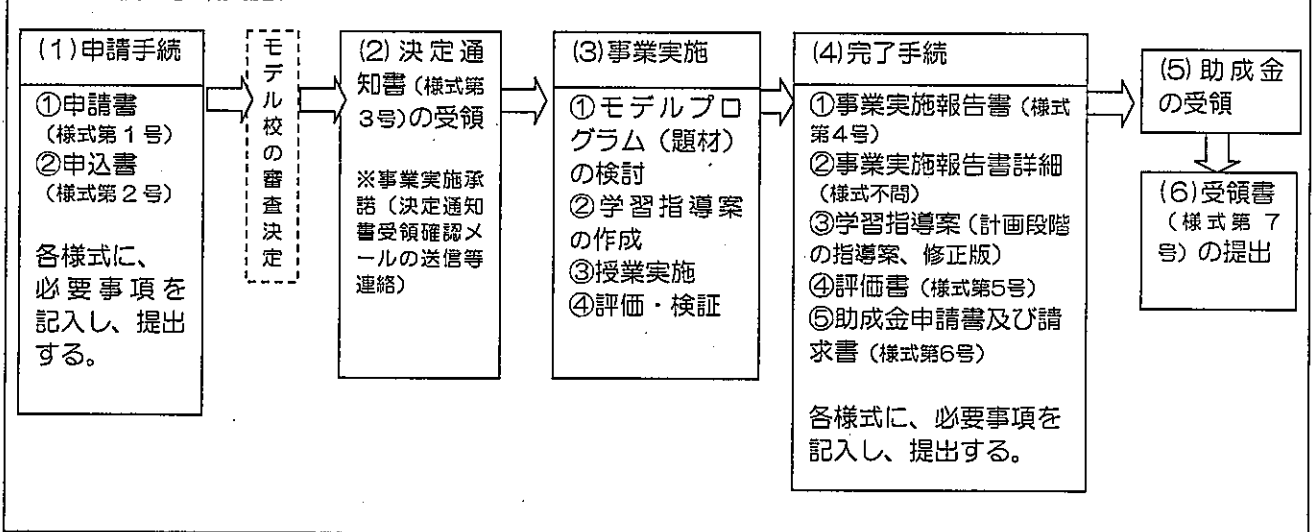 (1)申請手続
①申請書
(様式第1号)
②申込書
(様式第2号)
各様式に、
必要事項を
記入し、提出
する。
モデル校の審査決定
(2)決定通
知書(様式第
3号)の受領
※事業実施承
諾(決定通知
書受領確認メ
ールの送信等
連絡)
(3)事業実施
①モデルプロ
グラム(題材)
の検討
②学習指導案
の作成
③授業実施
④評価・検証
(4)完了手続
①事業実施報告書(様式
第4号)
②事業実施報告書詳細
(様式不問)
③学習指導案(計画段階
の指導案、修正版)
④評価書(様式第5号)
⑤助成金申請書及び請
求書(様式第6号)
各様式に、必要事項を
記入し、提出する。
(5)助成金
の受領
(6)受領書
(様式第7
号)の提出